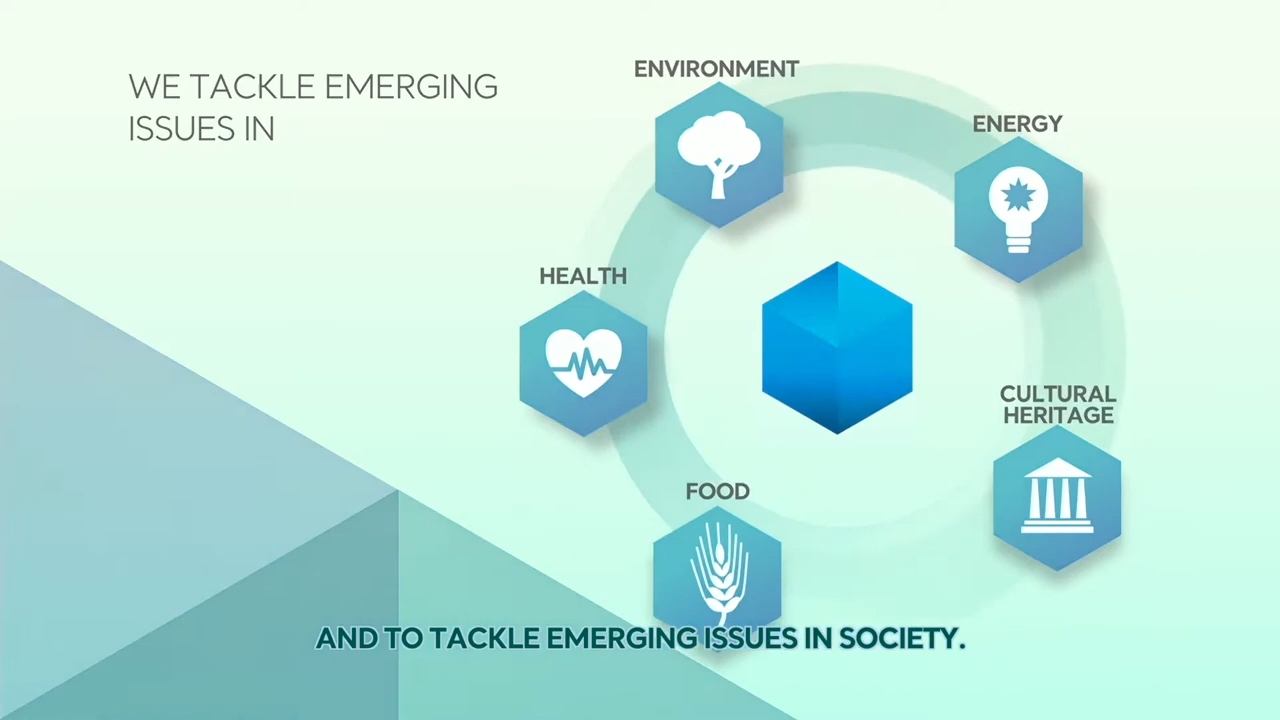 WE TACKLE EMERGING
ISSUES IN
ENVIRONMENT
ENERGY
HEALTH
CULTURAL
HERITAGE
FOOD
AND TO TACKLE EMERGING ISSUES IN SOCIETY.